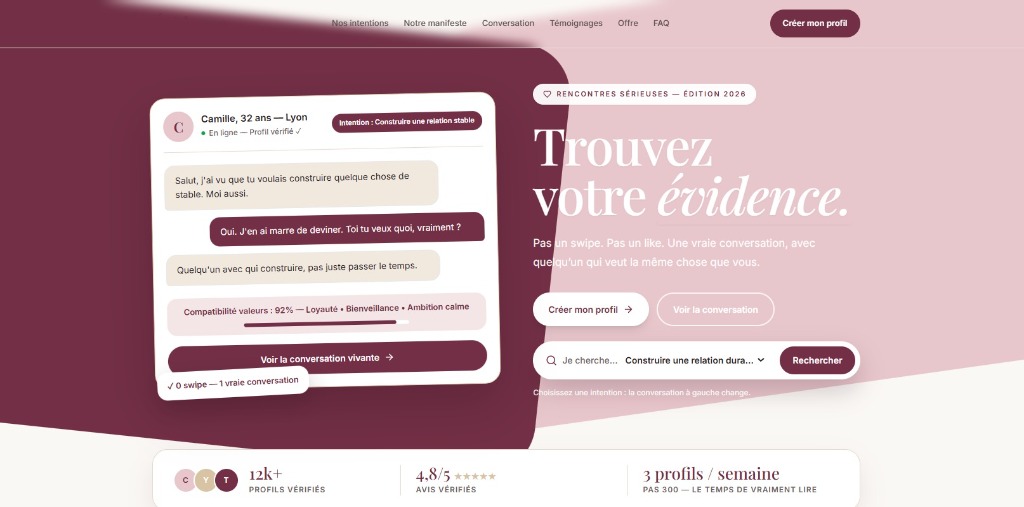 Nos intentions Notre manifeste Conversation Témoignages Offre FAQ Créer mon profil
C
Camille, 32 ans — Lyon
En ligne — Profil vérifié ✓
Intention : Construire une relation stable
Salut, j'ai vu que tu voulais construire quelque chose de
stable. Moi aussi.
Oui. J'en ai marre de deviner. Toi tu veux quoi, vraiment ?
Quelqu'un avec qui construire, pas juste passer le temps.
Compatibilité valeurs : 92% — Loyauté • Bienveillance • Ambition calme
Voir la conversation vivante →
✓ 0 swipe — 1 vraie conversation
RENCONTRES SÉRIEUSES — ÉDITION 2026
Trouvez
votre évidence.
Pas un swipe. Pas un like. Une vraie conversation, avec
quelqu'un qui veut la même chose que vous.
Créer mon profil → Voir la conversation
Je cherche... Construire une relation dura... Rechercher
Choisissez une intention : la conversation à gauche change.
C Y T
12k+
PROFILS VÉRIFIÉS
4,8/5 ★★★★★
AVIS VÉRIFIÉS
3 profils / semaine
PAS 300 — LE TEMPS DE VRAIMENT LIRE